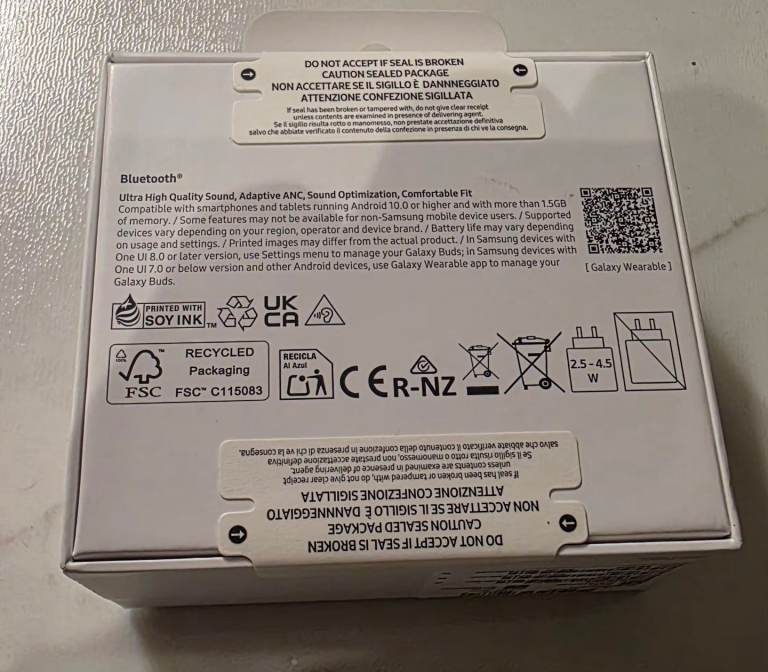 DO NOT ACCEPT IF SEAL IS BROKEN
CAUTION SEALED PACKAGE
NON ACCETTARE SE IL SIGILLO È DANNNEGGIATO
ATTENZIONE CONFEZIONE SIGILLATA
If seal has been broken or tampered with, do not give clear receipt
unless contents are examined in presence of delivering agent.
Se il sigillo risulta rotto o manomesso, non prestate accettazione definitiva
salvo che abbiate verificato il contenuto della confezione in presenza di chi ve la consegna.
Bluetooth®
Ultra High Quality Sound, Adaptive ANC, Sound Optimization, Comfortable Fit
Compatible with smartphones and tablets running Android 10.0 or higher and with more than 1.5GB
of memory. / Some features may not be available for non-Samsung mobile device users. / Supported
devices vary depending on your region, operator and device brand. / Battery life may vary depending
on usage and settings. / Printed images may differ from the actual product. / In Samsung devices with
One UI 8.0 or later version, use Settings menu to manage your Galaxy Buds; in Samsung devices with
One UI 7.0 or below version and other Android devices, use Galaxy Wearable app to manage your
Galaxy Buds.
[ Galaxy Wearable ]
PRINTED WITH
SOY INK™
UK
CA
100%
FSC
RECYCLED
Packaging
FSC™ C115083
RECICLA
Al Azul
CE
R-NZ
2.5-4.5
W
DO NOT ACCEPT IF SEAL IS BROKEN
CAUTION SEALED PACKAGE
NON ACCETTARE SE IL SIGILLO È DANNNEGGIATO
ATTENZIONE CONFEZIONE SIGILLATA
If seal has been broken or tampered with, do not give clear receipt
unless contents are examined in presence of delivering agent.
Se il sigillo risulta rotto o manomesso, non prestate accettazione definitiva
salvo che abbiate verificato il contenuto della confezione in presenza di chi ve la consegna.